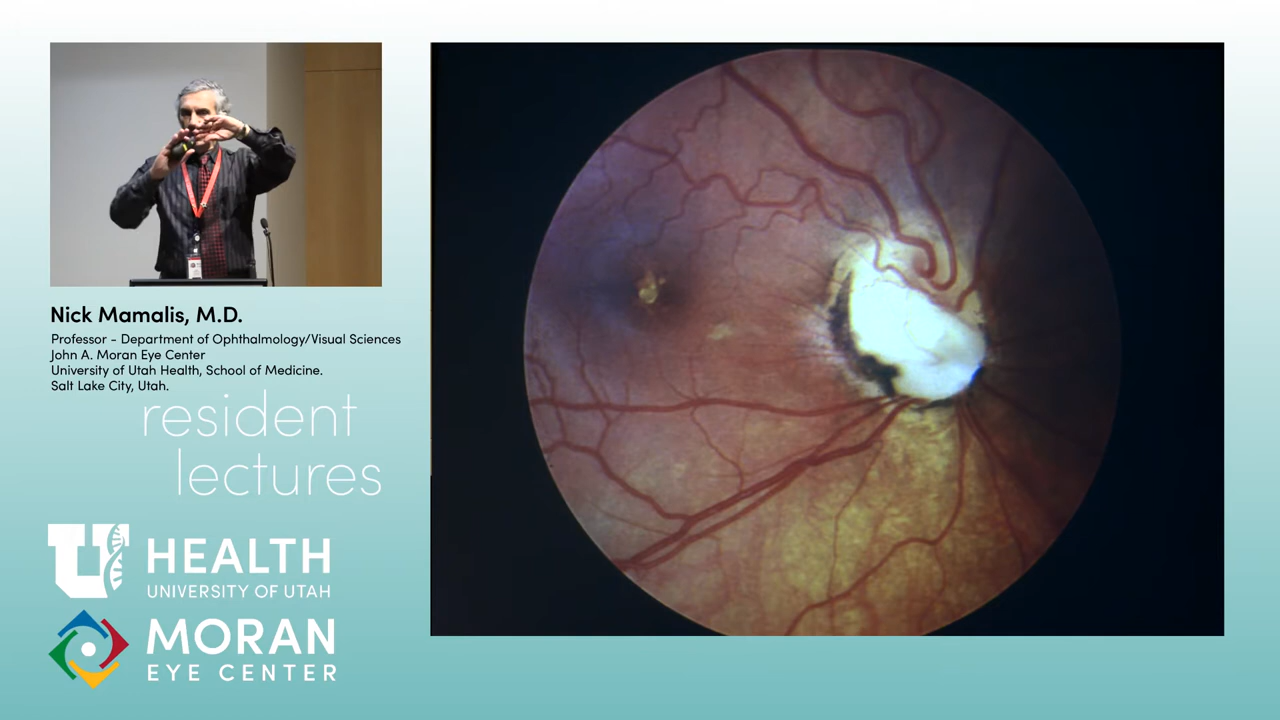 Nick Mamalis, M.D.
Professor - Department of Ophthalmology/Visual Sciences
John A. Moran Eye Center
University of Utah Health, School of Medicine.
Salt Lake City, Utah.
resident
lectures
U HEALTH
UNIVERSITY OF UTAH
MORAN
EYE CENTER